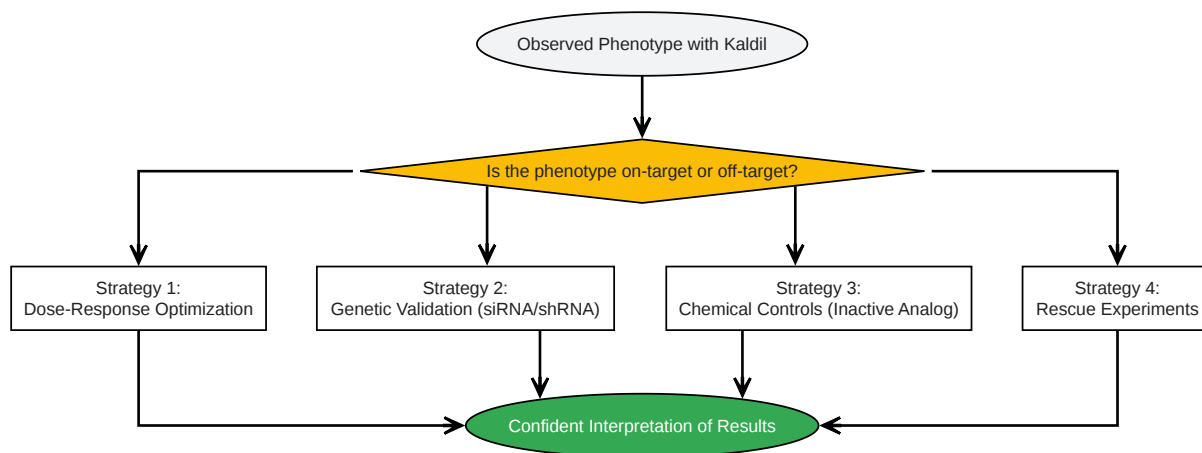 Observed Phenotype with Kaldil
Is the phenotype on-target or off-target?
Strategy 1:
Dose-Response Optimization
Strategy 2:
Genetic Validation (siRNA/shRNA)
Strategy 3:
Chemical Controls (Inactive Analog)
Strategy 4:
Rescue Experiments
Confident Interpretation of Results